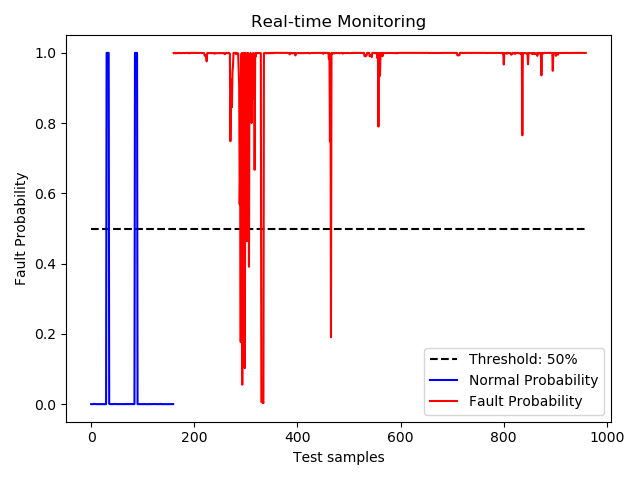 Real-time Monitoring
1.0
0.8
0.6
0.4
0.2
0.0
Fault Probability
Threshold: 50%
Normal Probability
Fault Probability
0
200
400
600
800
1000
Test samples